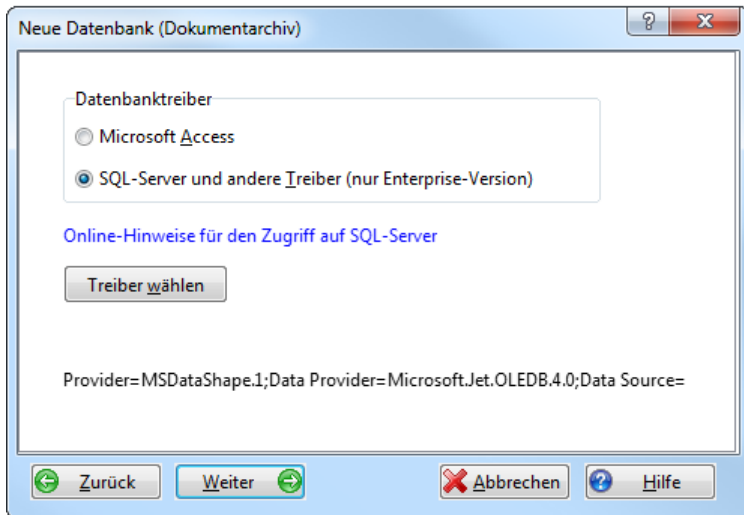 Neue Datenbank (Dokumentarchiv)
Datenbanktreiber
Microsoft Access
SQL-Server und andere Treiber (nur Enterprise-Version)
Online-Hinweise für den Zugriff auf SQL-Server
Treiber wählen
Provider=MSDataShape.1;Data Provider=Microsoft.Jet.OLEDB.4.0;Data Source=
Zurück Weiter Abbrechen Hilfe